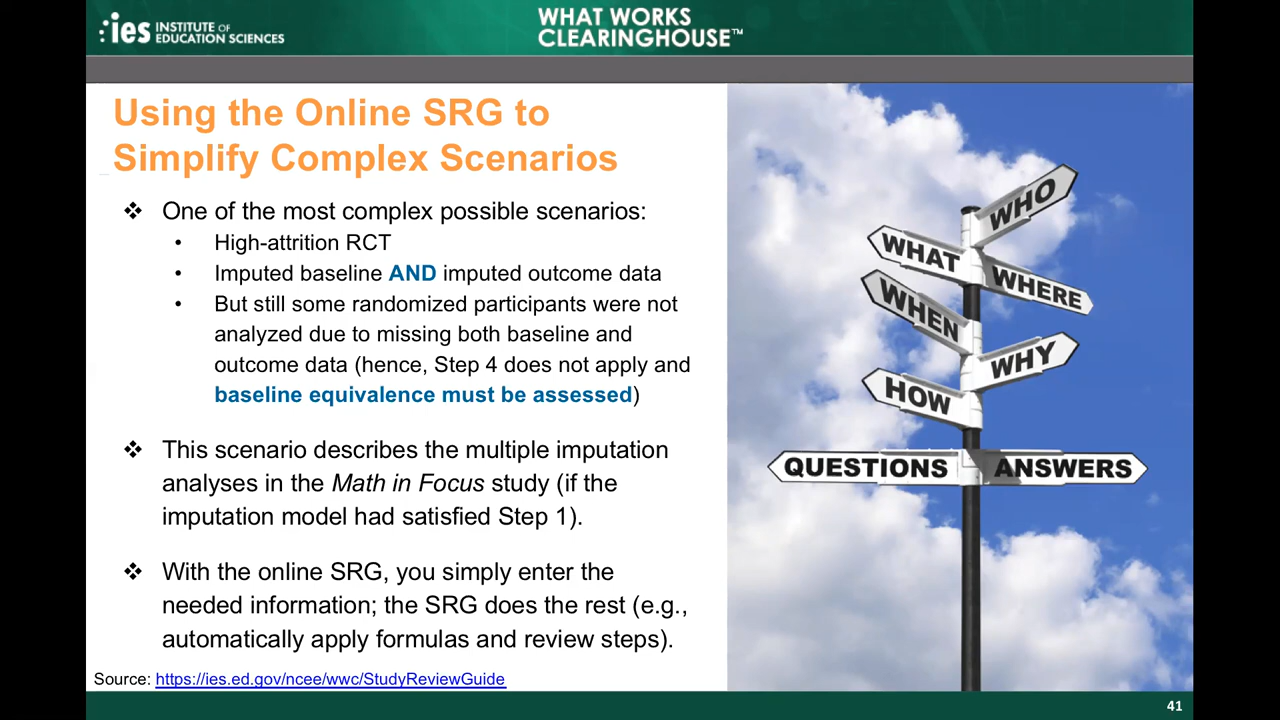 ies INSTITUTE OF
EDUCATION SCIENCES
WHAT WORKS
CLEARINGHOUSE™
Using the Online SRG to
Simplify Complex Scenarios
❖ One of the most complex possible scenarios:
• High-attrition RCT
• Imputed baseline AND imputed outcome data
• But still some randomized participants were not
analyzed due to missing both baseline and
outcome data (hence, Step 4 does not apply and
baseline equivalence must be assessed)
❖ This scenario describes the multiple imputation
analyses in the Math in Focus study (if the
imputation model had satisfied Step 1).
❖ With the online SRG, you simply enter the
needed information; the SRG does the rest (e.g.,
automatically apply formulas and review steps).
Source: https://ies.ed.gov/ncee/wwc/StudyReviewGuide
WHO
WHAT
WHERE
WHEN
WHY
HOW
QUESTIONS
ANSWERS
41